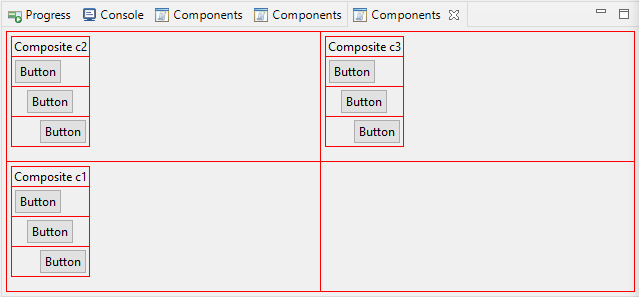 Progress Console Components Components Components
Composite c2
Button
Button
Button
Composite c3
Button
Button
Button
Composite c1
Button
Button
Button